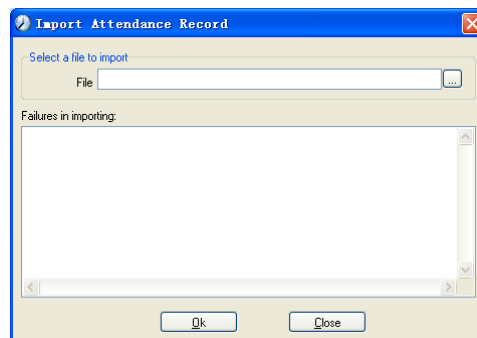 Import Attendance Record
Select a file to import
File
...
Failures in importing:
Ok
Close